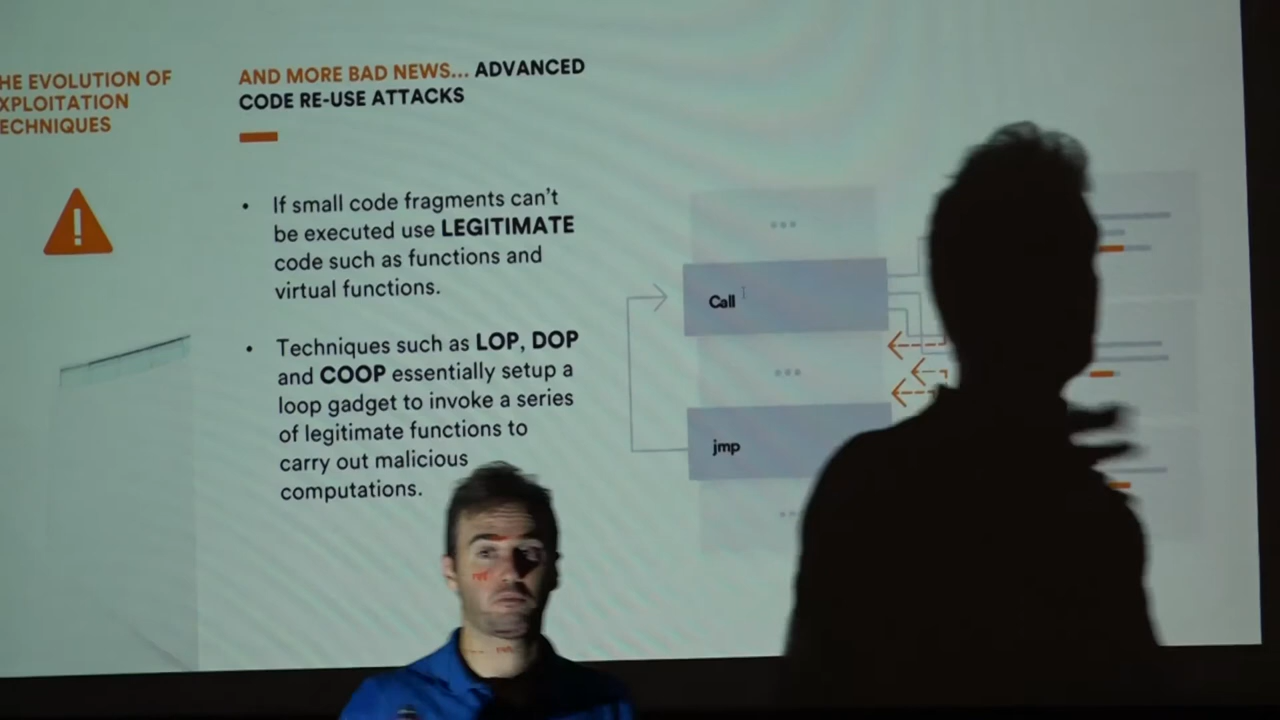 HE EVOLUTION OF
XPLOITATION
ECHNIQUES
AND MORE BAD NEWS... ADVANCED
CODE RE-USE ATTACKS
• If small code fragments can't
be executed use LEGITIMATE
code such as functions and
virtual functions.
• Techniques such as LOP, DOP
and COOP essentially setup a
loop gadget to invoke a series
of legitimate functions to
carry out malicious
computations.
Call
jmp